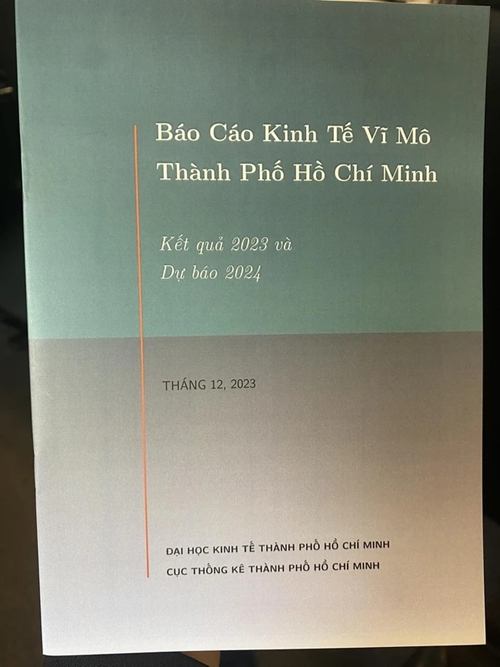 Báo Cáo Kinh Tế Vĩ Mô
Thành Phố Hồ Chí Minh
Kết quả 2023 và
Dự báo 2024
THÁNG 12, 2023
ĐẠI HỌC KINH TẾ THÀNH PHỐ HỒ CHÍ MINH
CỤC THỐNG KÊ THÀNH PHỐ HỒ CHÍ MINH